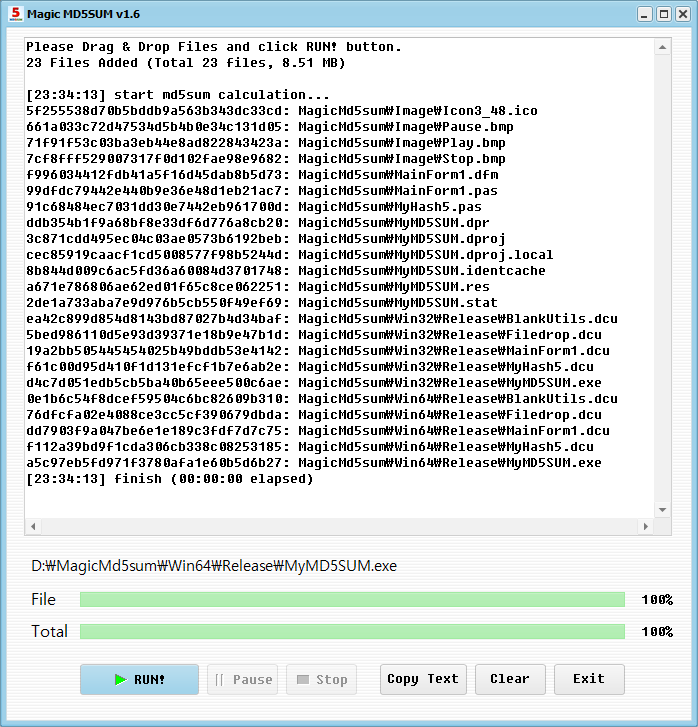 Magic MD5SUM v1.6
Please Drag & Drop Files and click RUN! button.
23 Files Added (Total 23 files, 8.51 MB)
[23:34:13] start md5sum calculation...
5f255538d70b5bddb9a563b343dc33cd: MagicMd5sum₩Image₩Icon3_48.ico
661a033c72d47534d5b4b0e34c131d05: MagicMd5sum₩Image₩Pause.bmp
71f91f53c03ba3eb44e8ad822843423a: MagicMd5sum₩Image₩Play.bmp
7cf8fff529007317f0d102fae98e9682: MagicMd5sum₩Image₩Stop.bmp
f996034412fdb41a5f16d45dab8b5d73: MagicMd5sum₩MainForm1.dfm
99dfdc79442e440b9e36e48d1eb21ac7: MagicMd5sum₩MainForm1.pas
91c68484ec7031dd30e7442eb961700d: MagicMd5sum₩MyHash5.pas
ddb354b1f9a68bf8e33df6d776a8cb20: MagicMd5sum₩MyMD5SUM.dpr
3c871cdd495ec04c03ae0573b6192beb: MagicMd5sum₩MyMD5SUM.dproj
cec85919caacf1cd5008577f98b5244d: MagicMd5sum₩MyMD5SUM.dproj.local
8b844d009c6ac5fd36a60084d3701748: MagicMd5sum₩MyMD5SUM.identcache
a671e786806ae62ed01f65c8ce062251: MagicMd5sum₩MyMD5SUM.res
2de1a733aba7e9d976b5cb550f49ef69: MagicMd5sum₩MyMD5SUM.stat
ea42c899d854d8143bd87027b4d34baf: MagicMd5sum₩Win32₩Release₩BlankUtils.dcu
5bed986110d5e93d39371e18b9e47b1d: MagicMd5sum₩Win32₩Release₩Filedrop.dcu
19a2bb505445454025b49bddb53e4142: MagicMd5sum₩Win32₩Release₩MainForm1.dcu
f61c00d95d410f1d131efcf1b7e6ab2e: MagicMd5sum₩Win32₩Release₩MyHash5.dcu
d4c7d051edb5cb5ba40b65eee500c6ae: MagicMd5sum₩Win32₩Release₩MyMD5SUM.exe
0e1b6c54f8dcef59504c6bc82609b310: MagicMd5sum₩Win64₩Release₩BlankUtils.dcu
76dfcfa02e4088ce3cc5cf390679dbda: MagicMd5sum₩Win64₩Release₩Filedrop.dcu
dd7903f9a047be6e1e189c3fdf7d7c75: MagicMd5sum₩Win64₩Release₩MainForm1.dcu
f112a39bd9f1cda306cb338c08253185: MagicMd5sum₩Win64₩Release₩MyHash5.dcu
a5c97eb5fd971f3780afa1e60b5d6b27: MagicMd5sum₩Win64₩Release₩MyMD5SUM.exe
[23:34:13] finish (00:00:00 elapsed)
D:₩MagicMd5sum₩Win64₩Release₩MyMD5SUM.exe
File 100%
Total 100%
RUN! Pause Stop Copy Text Clear Exit